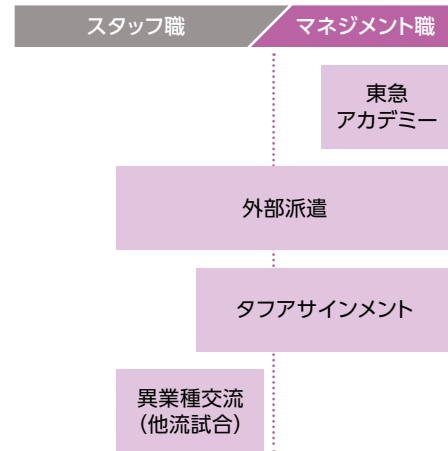 スタッフ職
マネジメント職
東急
アカデミー
外部派遣
タフアサインメント
異業種交流
(他流試合)